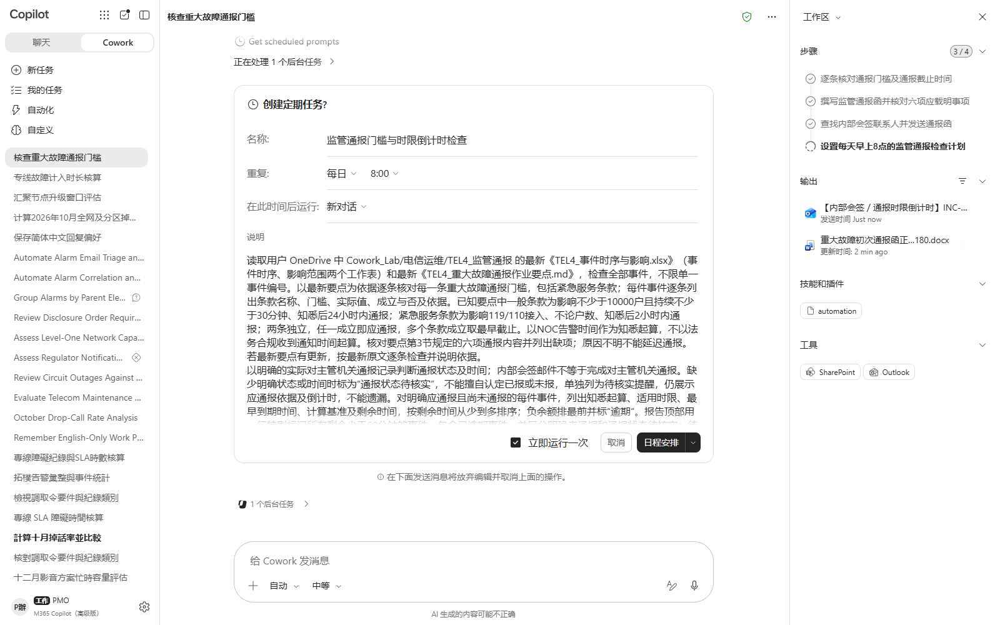 Copilot
聊天
Cowork
新任务
我的任务
自动化
自定义
核查重大故障通报门槛
专线故障计入时长核算
汇聚节点升级窗口评估
计算2026年10月全网及分区掉...
保存简体中文回复偏好
Automate Alarm Email Triage an...
Automate Alarm Correlation an...
Group Alarms by Parent Ele...
Review Disclosure Order Requir...
Assess Level-One Network Capa...
Assess Regulator Notificati...
Review Circuit Outages Against ...
Evaluate Telecom Maintenance ...
October Drop-Call Rate Analysis
Remember English-Only Work P...
專線障礙紀錄與SLA時數核算
拓樸告警彙整與事件統計
檢視調取令要件與紀錄類別
專線 SLA 障礙時間核算
計算十月掉話率並比較
核對調取令要件與紀錄類別
十二月影音方案忙時容量評估
P辦
工作 PMO
M365 Copilot（高级版）
核查重大故障通报门槛
Get scheduled prompts
正在处理 1 个后台任务
创建定期任务?
名称:
监管通报门槛与时限倒计时检查
重复:
每日
8:00
在此时间后运行:
新对话
说明
读取用户 OneDrive 中 Cowork_Lab/电信运维/TEL4_监管通报 的最新《TEL4_事件时序与影响.xlsx》（事
件时序、影响范围两个工作表）和最新《TEL4_重大故障通报作业要点.md》，检查全部事件，不限单一
事件编号。以最新要点为依据逐条核对每一条重大故障通报门槛，包括紧急服务条款；每件事件逐条列
出条款名称、门槛、实际值、成立与否及依据。已知要点中一般条款为影响不少于10000户且持续不少
于30分钟、知悉后24小时内通报；紧急服务条款为影响119/110接入、不论户数、知悉后2小时内通
报；两条独立，任一成立即应通报，多个条款成立取最早截止。以NOC告警时间作为知悉起算，不以法
务合规收到通知时间起算。核对要点第3节规定的六项通报内容并列出缺项；原因不明不能延迟通报。
若最新要点有更新，按最新原文逐条检查并说明依据。
以明确的实际对主管机关通报记录判断通报状态及时间；内部会签邮件不等于完成对主管机关通报。缺
少明确状态或时间时标为“通报状态待核实”，不能擅自认定已报或未报，单独列为待核实提醒，仍展示
应通报依据及倒计时，不能遗漏。对明确应通报且尚未通报的每件事件，列出知悉起算、适用时限、最
早到期时间、计算基准及剩余时间，按剩余时间从少到多排序；负余额排最前并标“逾期”。报告顶部用
立即运行一次
取消
日程安排
在下面发送消息将放弃编辑并取消上面的操作。
1 个后台任务
给 Cowork 发消息
自动
中等
AI 生成的内容可能不正确
工作区
步骤
3 / 4
逐条核对通报门槛及通报截止时间
撰写监管通报函并核对六项应载明事项
查找内部会签联系人并发送通报函
设置每天早上8点的监管通报检查计划
输出
【内部会签 / 通报时限倒计时】INC-...
发送时间 Just now
重大故障初次通报函正...180.docx
更新时间: 2 min ago
技能和插件
automation
工具
SharePoint
Outlook